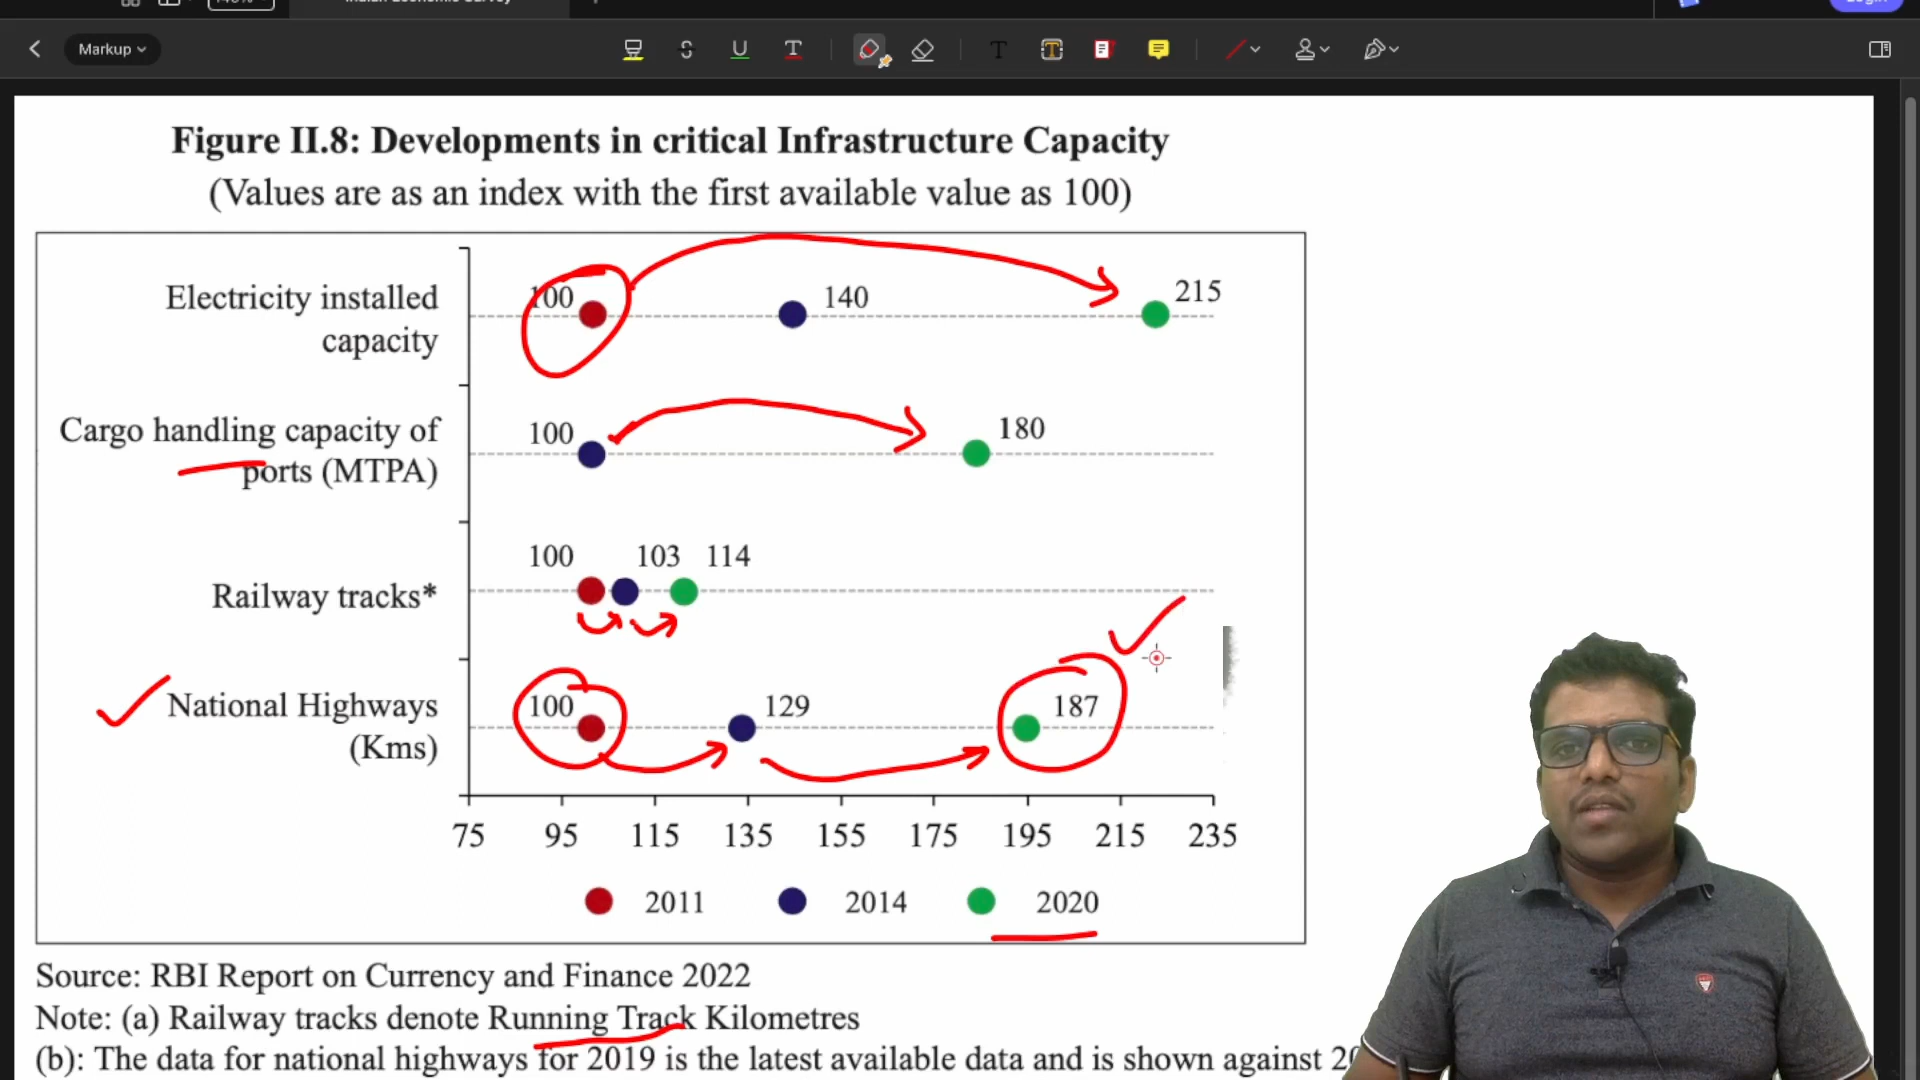 Markup
Figure II.8: Developments in critical Infrastructure Capacity
(Values are as an index with the first available value as 100)
Electricity installed
capacity
100
140
215
Cargo handling capacity of
ports (MTPA)
100
180
Railway tracks*
100
103
114
National Highways
(Kms)
100
129
187
75 95 115 135 155 175 195 215 235
2011 2014 2020
Source: RBI Report on Currency and Finance 2022
Note: (a) Railway tracks denote Running Track Kilometres
(b): The data for national highways for 2019 is the latest available data and is shown against